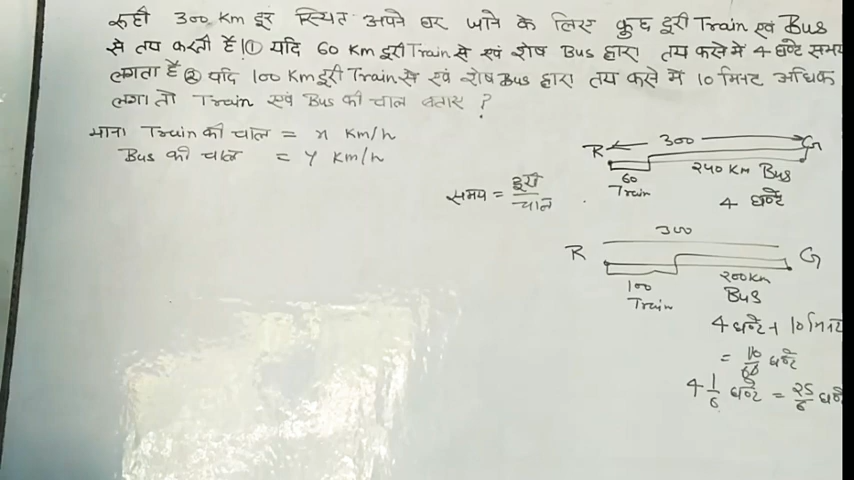 रूही 300 Km दूर स्थित अपने घर जाने के लिए कुछ दूरी Train एवं Bus
से तय करती है। ① यदि 60 Km दूरी Train से एवं शेष Bus द्वारा तय करने में 4 घण्टे समय
लगता है ② यदि 100 Km दूरी Train से एवं शेष Bus द्वारा तय करने में 10 मिनट अधिक
लगा तो Train एवं Bus की चाल बताए ?
माना Train की चाल = x Km/h
Bus की चाल = y Km/h
समय = दूरी / चाल
R 300 G
60 Train 240 Km Bus
4 घण्टे
300
R G
100 Train 200Km Bus
4 घण्टे + 10 मिनट
= 10/60 घण्टे
4 1/6 घण्टे = 25/6 घण्टे